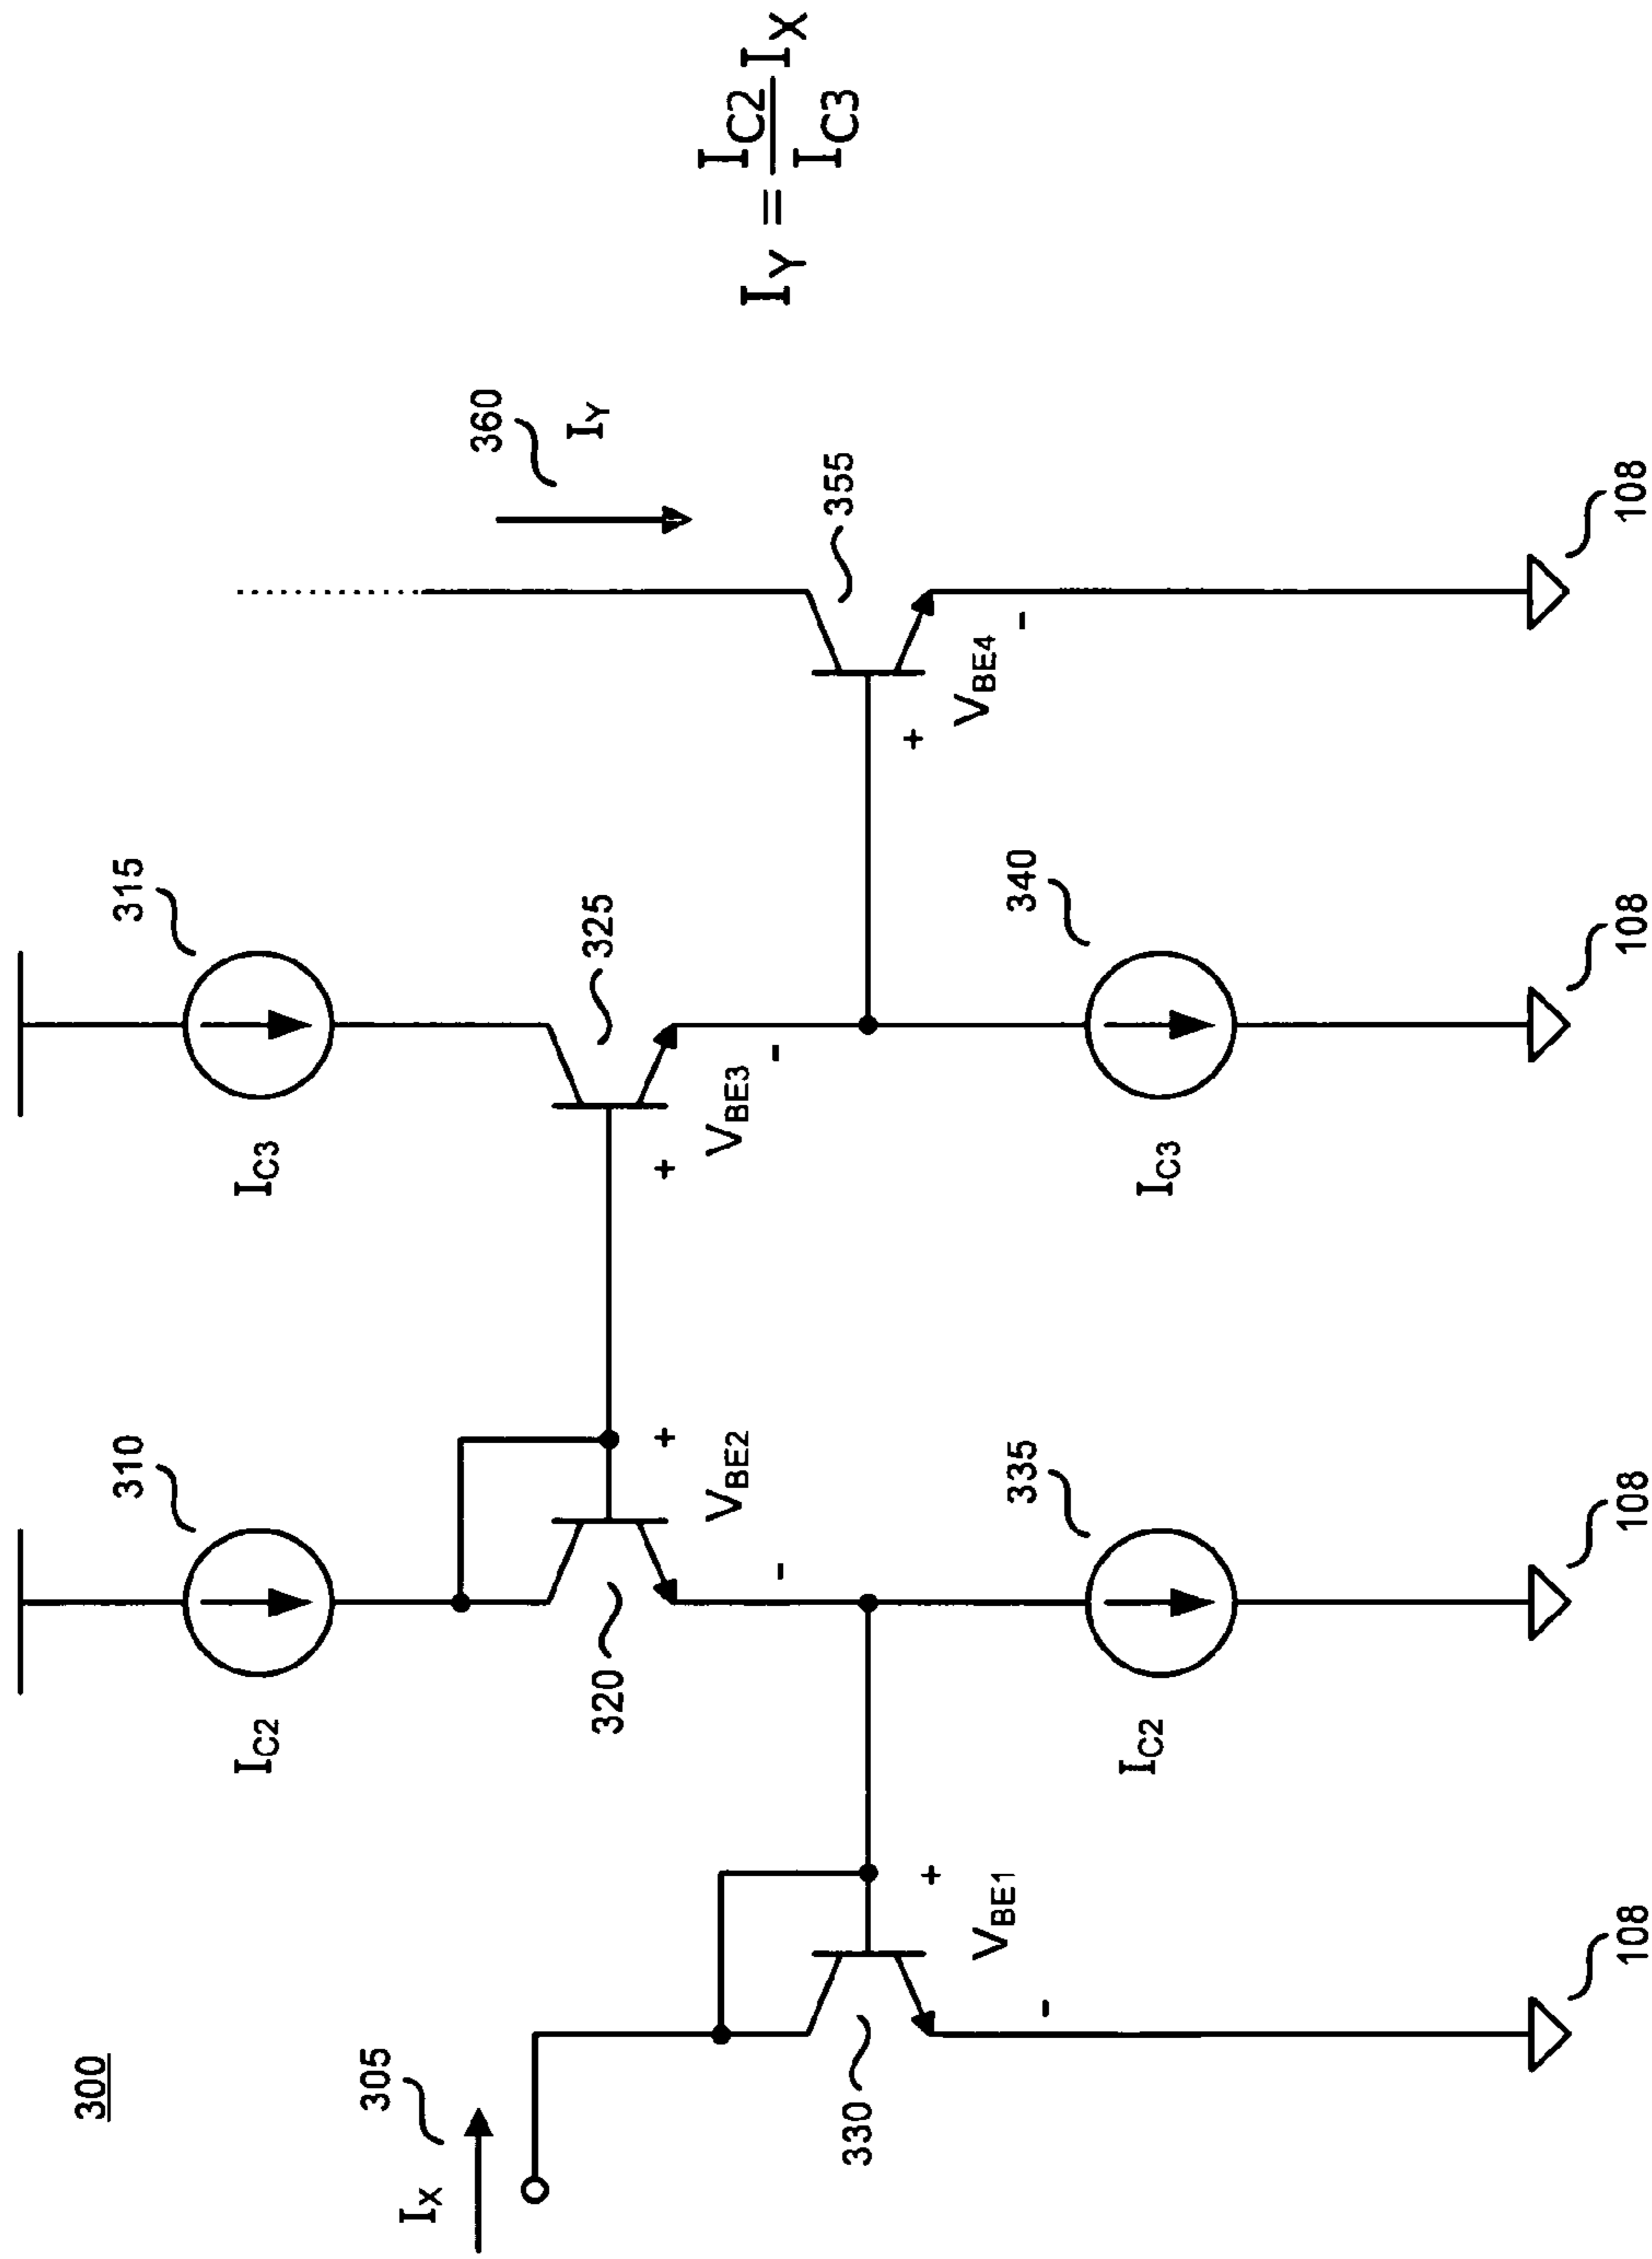 300
I_X
305
330
V_BE1
+
-
108
I_C2
310
320
V_BE2
+
-
I_C2
335
108
I_C3
315
325
V_BE3
+
-
I_C3
340
108
360
I_Y
355
V_BE4
+
-
108
I_Y = I_C2/I_C3 I_X